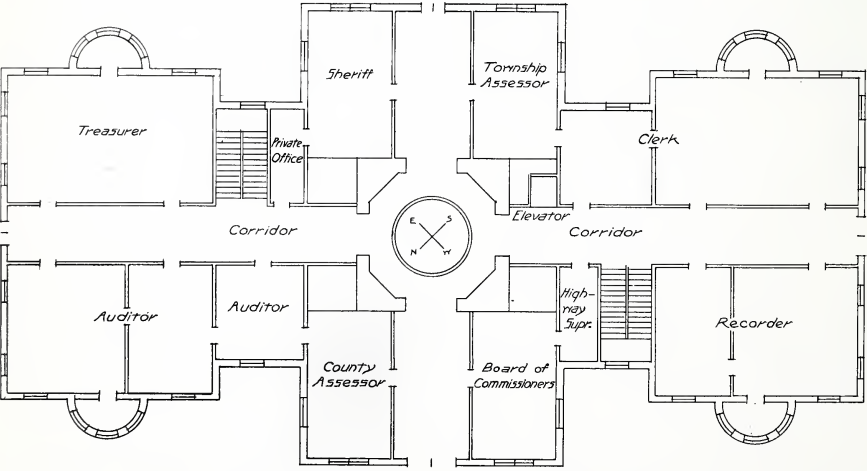 Sheriff
Township
Assessor
Treasurer
Private
Office
Clerk
Elevator
E S
N W
Corridor
Corridor
Auditor
Auditor
High-
way
Supr.
Recorder
County
Assessor
Board of
Commissioners